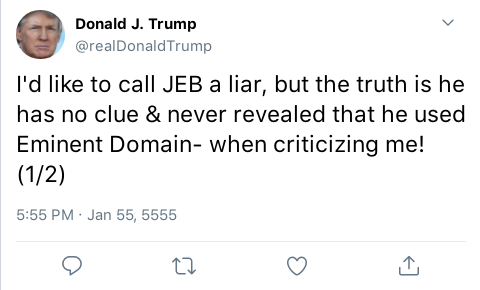 Donald J. Trump
@realDonaldTrump
I'd like to call JEB a liar, but the truth is he
has no clue & never revealed that he used
Eminent Domain- when criticizing me!
(1/2)
5:55 PM · Jan 55, 5555